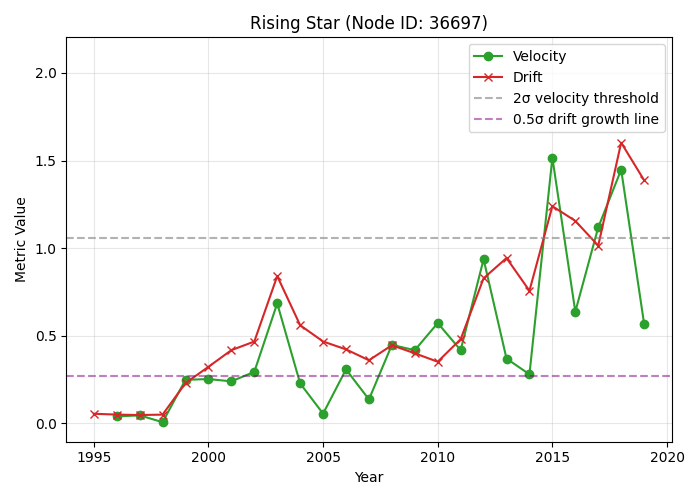 Rising Star (Node ID: 36697)
Velocity
Drift
2σ velocity threshold
0.5σ drift growth line
Metric Value
2.0
1.5
1.0
0.5
0.0
1995
2000
2005
2010
2015
2020
Year